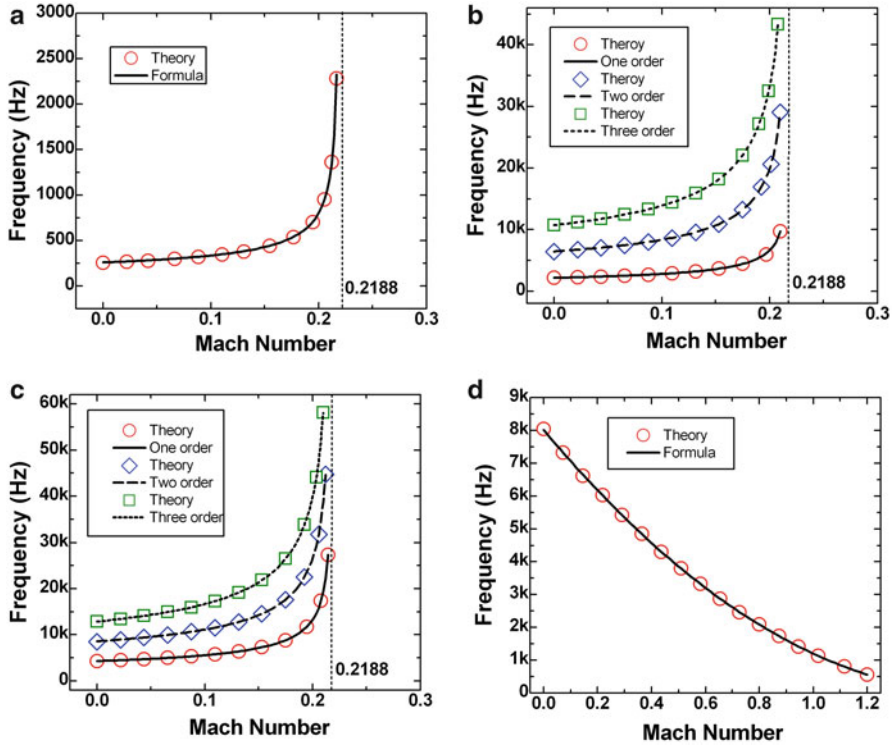 a
3000
2500
2000
1500
1000
500
0
Frequency (Hz)
Theory
Formula
0.2188
0.0 0.1 0.2 0.3
Mach Number
b
40k
30k
20k
10k
0
Frequency (Hz)
Theroy
One order
Theroy
Two order
Theroy
Three order
0.2188
0.0 0.1 0.2 0.3
Mach Number
c
60k
50k
40k
30k
20k
10k
0
Frequency (Hz)
Theory
One order
Theory
Two order
Theory
Three order
0.2188
0.0 0.1 0.2 0.3
Mach Number
d
9k
8k
7k
6k
5k
4k
3k
2k
1k
0
Frequency (Hz)
Theory
Formula
0.0 0.2 0.4 0.6 0.8 1.0 1.2
Mach Number